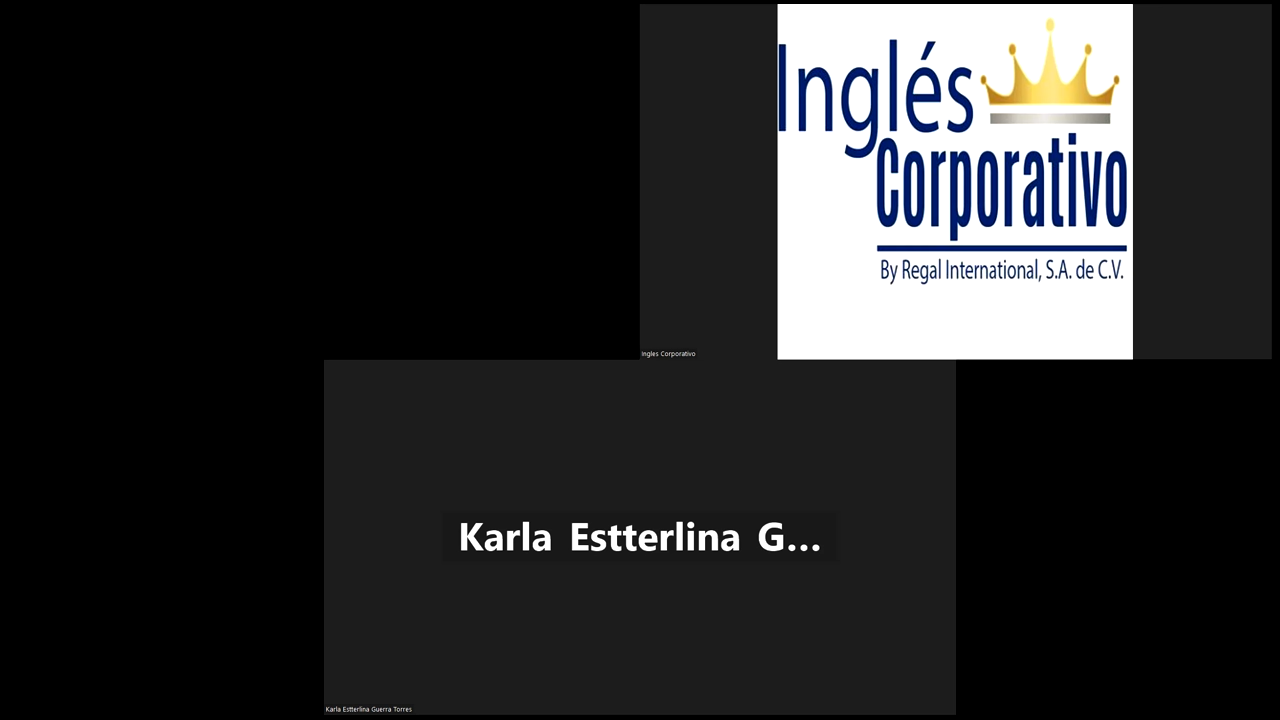 Inglés
Corporativo
By Regal International, S.A. de C.V.
Ingles Corporativo
Karla Estterlina G...
Karla Estterlina Guerra Torres